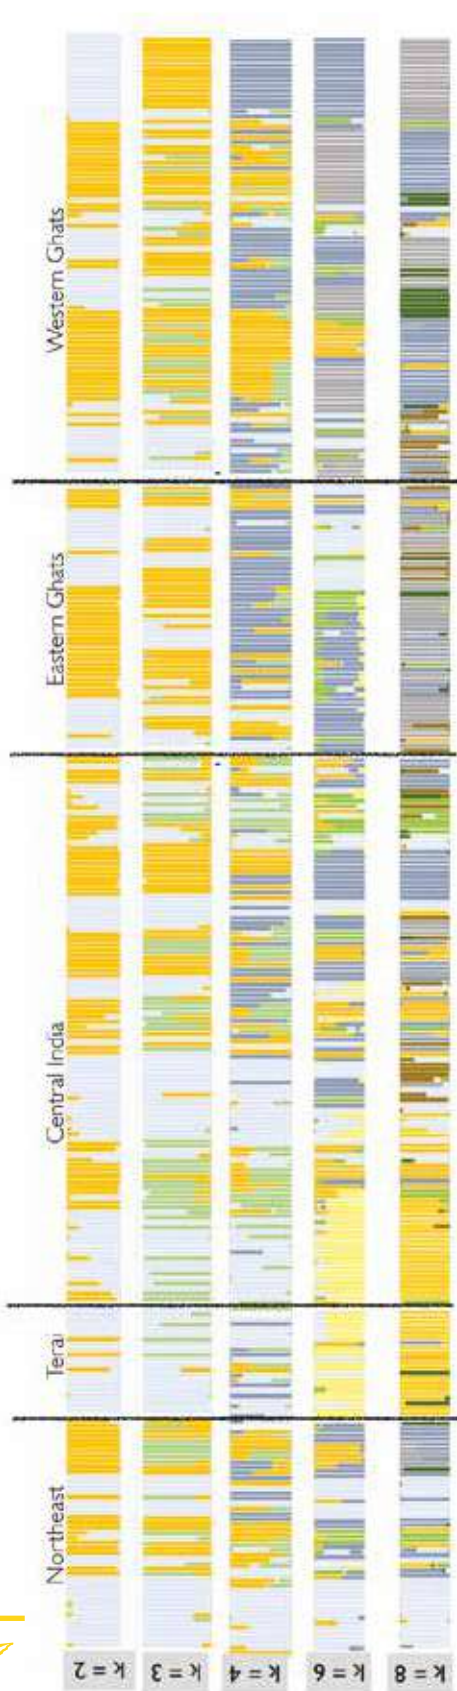 Northeast
Terai
Central India
Eastern Ghats
Western Ghats
k = 2
k = 3
k = 4
k = 6
k = 8